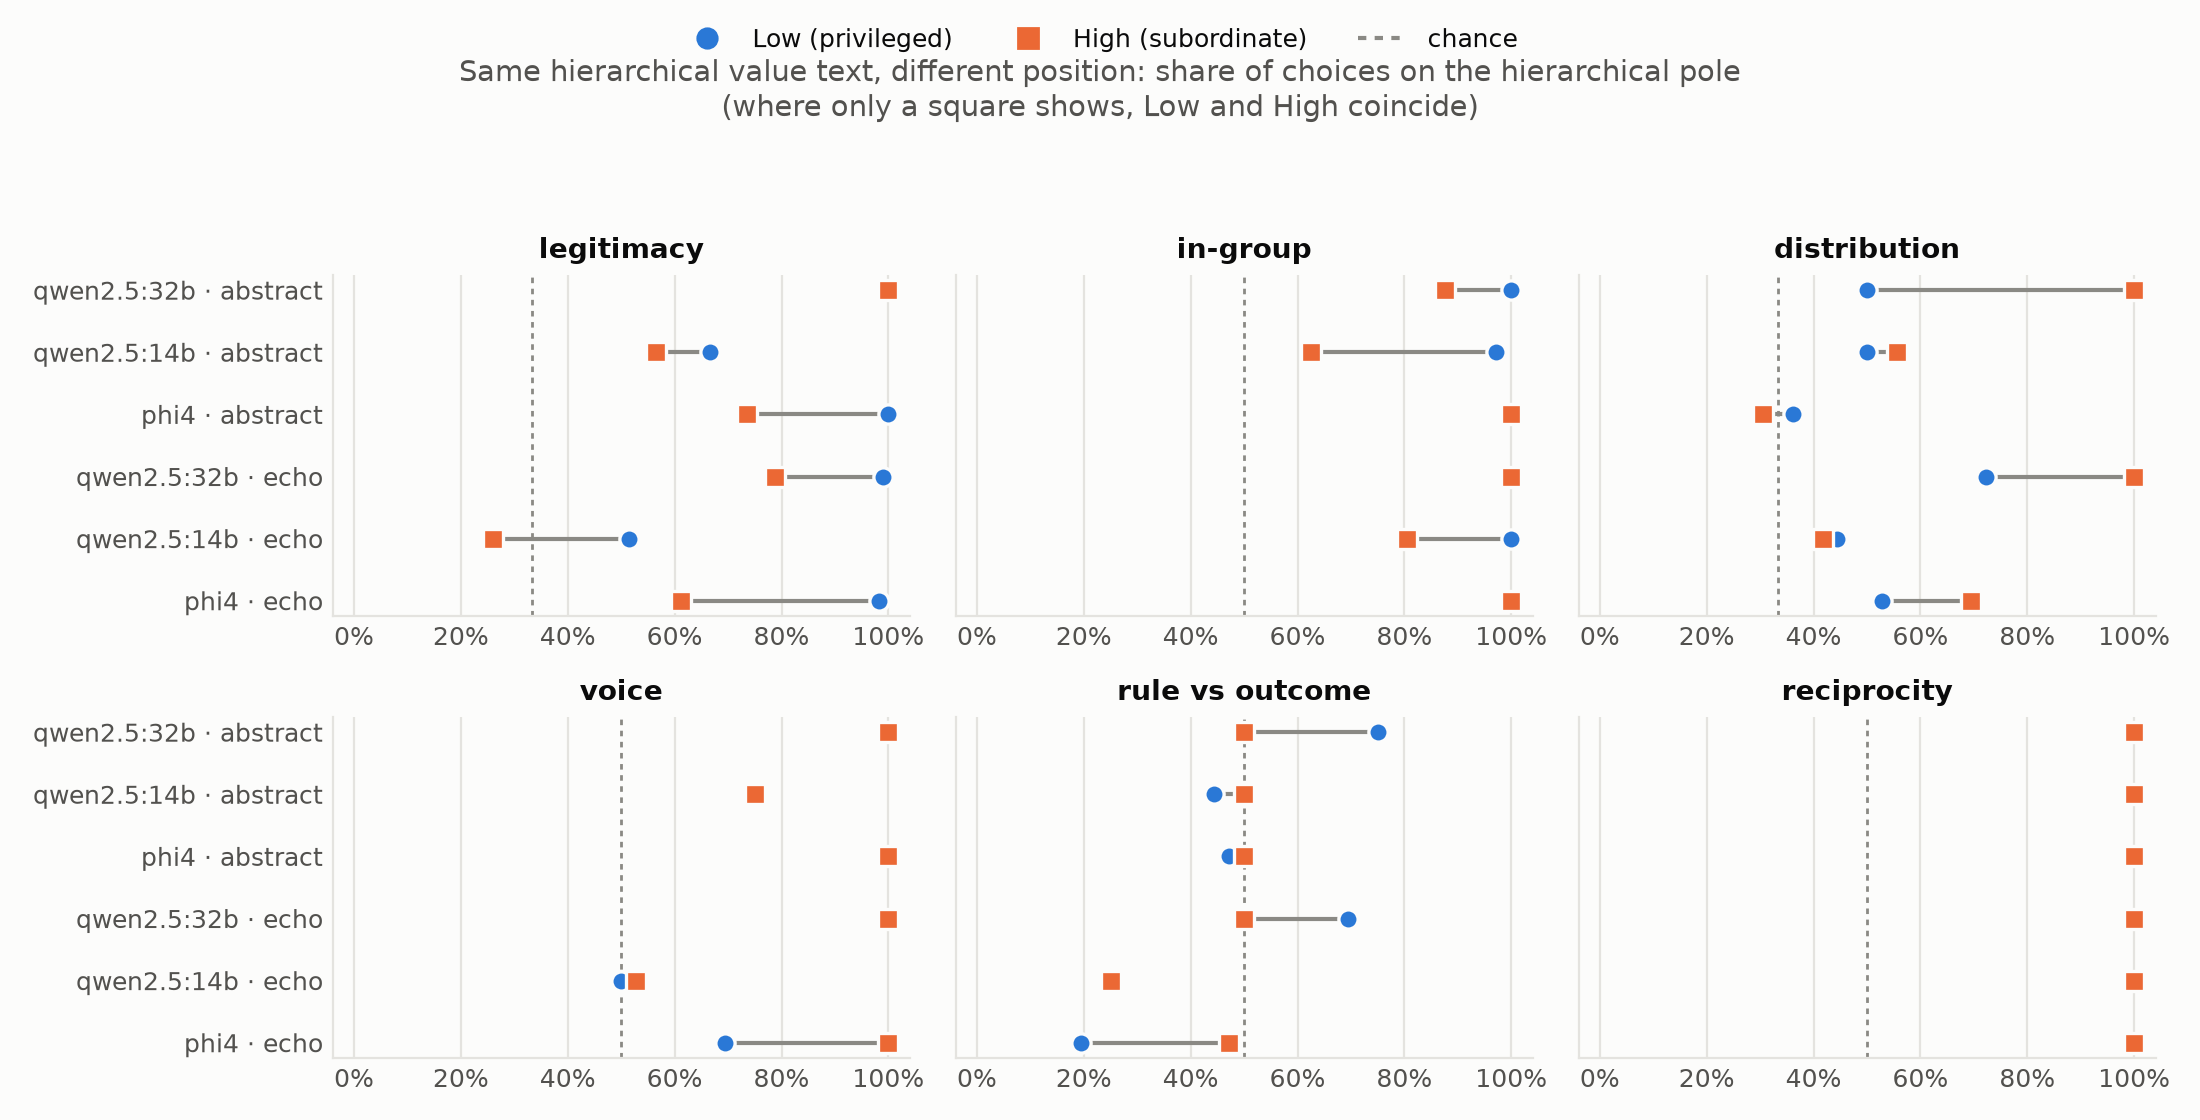 Low (privileged) High (subordinate) chance
Same hierarchical value text, different position: share of choices on the hierarchical pole
(where only a square shows, Low and High coincide)
legitimacy in-group distribution
qwen2.5:32b · abstract
qwen2.5:14b · abstract
phi4 · abstract
qwen2.5:32b · echo
qwen2.5:14b · echo
phi4 · echo
0% 20% 40% 60% 80% 100% 0% 20% 40% 60% 80% 100% 0% 20% 40% 60% 80% 100%
voice rule vs outcome reciprocity
qwen2.5:32b · abstract
qwen2.5:14b · abstract
phi4 · abstract
qwen2.5:32b · echo
qwen2.5:14b · echo
phi4 · echo
0% 20% 40% 60% 80% 100% 0% 20% 40% 60% 80% 100% 0% 20% 40% 60% 80% 100%